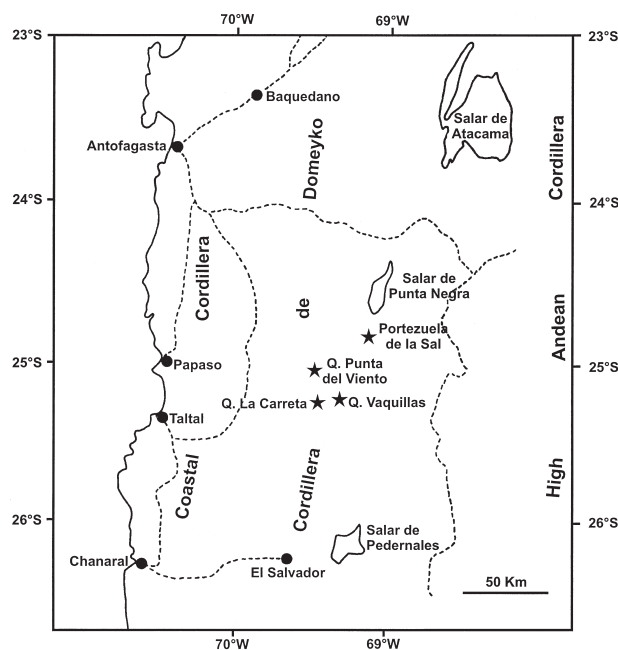 70°W
69°W
23°S
23°S
Baquedano
Salar de
Atacama
Antofagasta
Domeyko
Cordillera
24°S
24°S
Cordillera
de
Salar de
Punta Negra
Portezuela
de la Sal
Andean
25°S
Papaso
Q. Punta
del Viento
25°S
Q. La Carreta
Q. Vaquillas
Taltal
Coastal
Cordillera
High
26°S
26°S
Salar de
Pedernales
Chanaral
El Salvador
50 Km
70°W
69°W